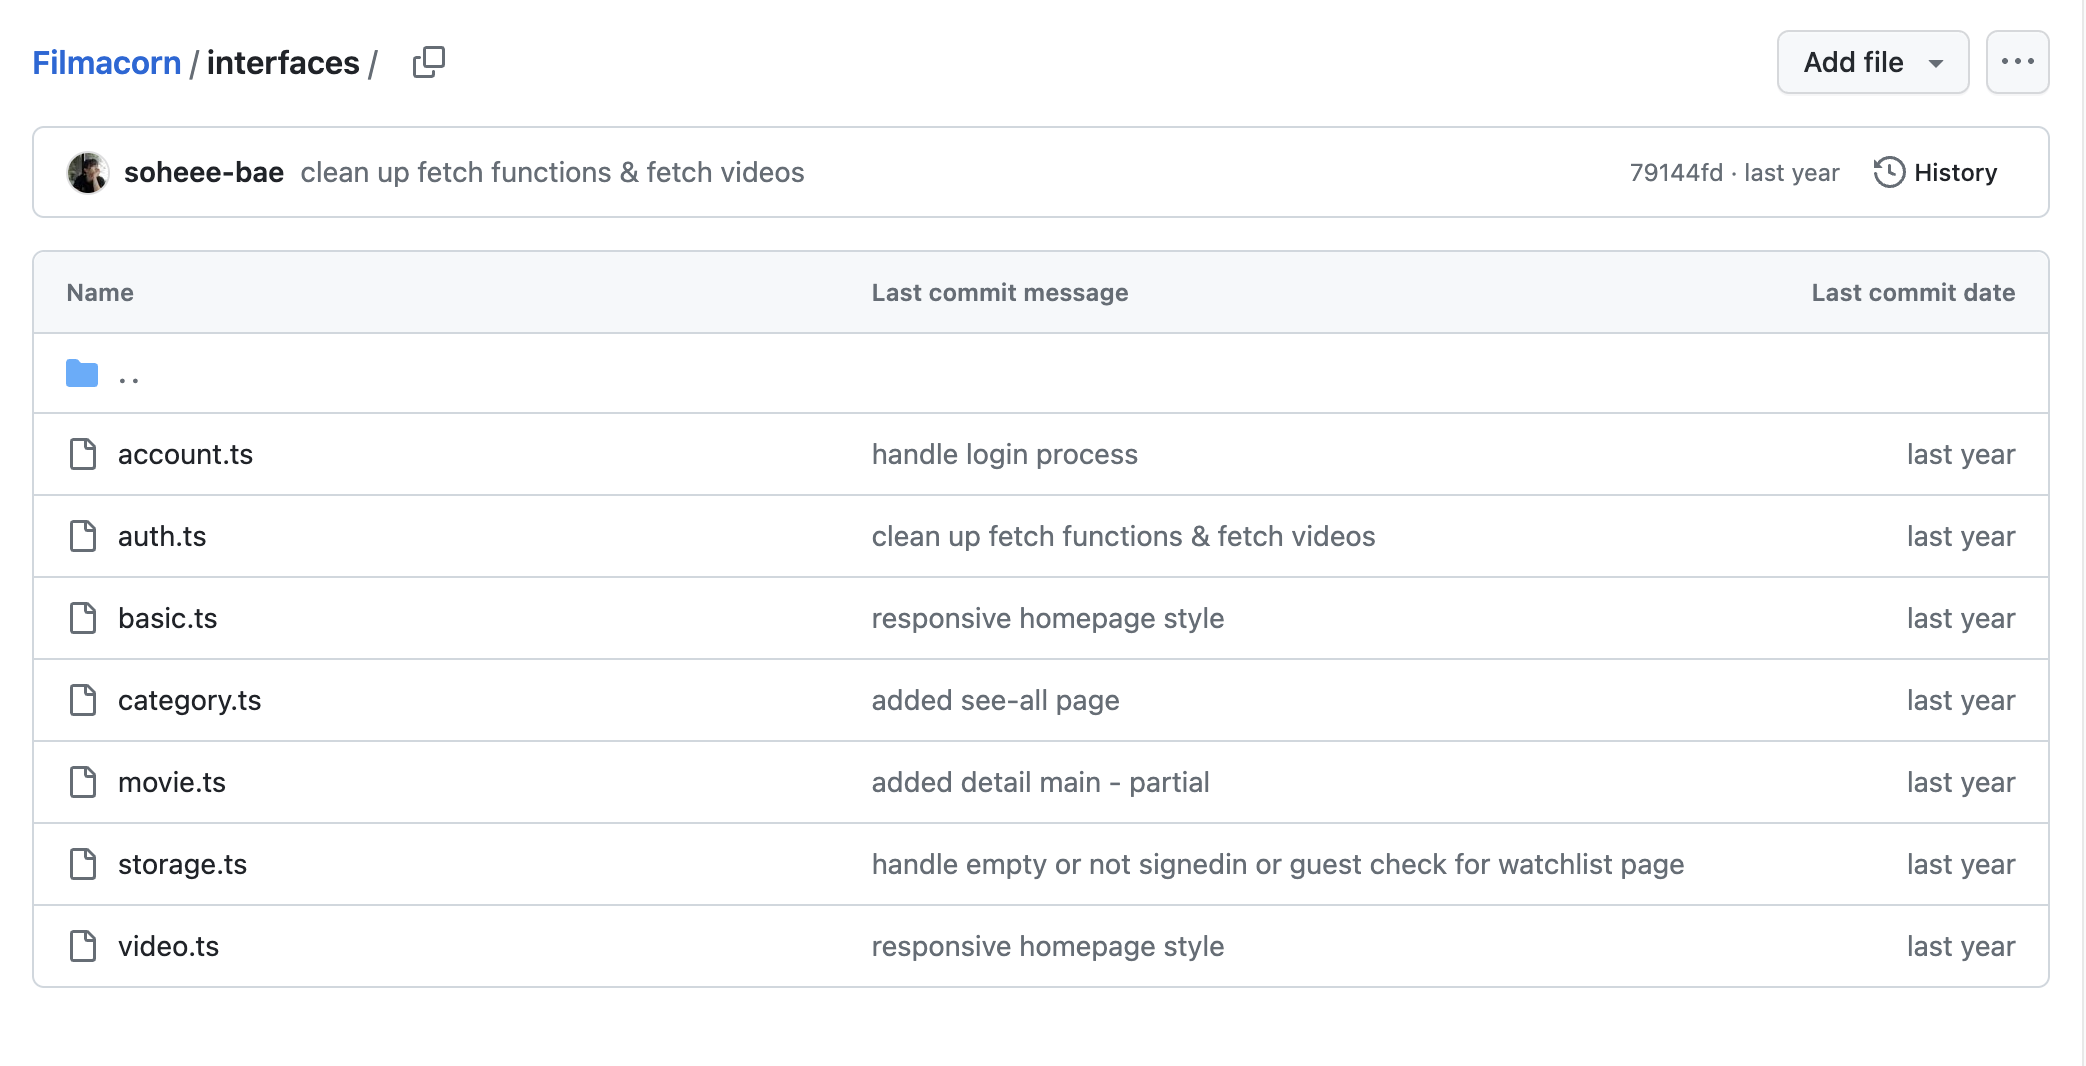 Filmacorn / interfaces /
Add file
soheee-bae clean up fetch functions & fetch videos
79144fd · last year
History
Name Last commit message Last commit date
..
account.ts handle login process last year
auth.ts clean up fetch functions & fetch videos last year
basic.ts responsive homepage style last year
category.ts added see-all page last year
movie.ts added detail main - partial last year
storage.ts handle empty or not signedin or guest check for watchlist page last year
video.ts responsive homepage style last year